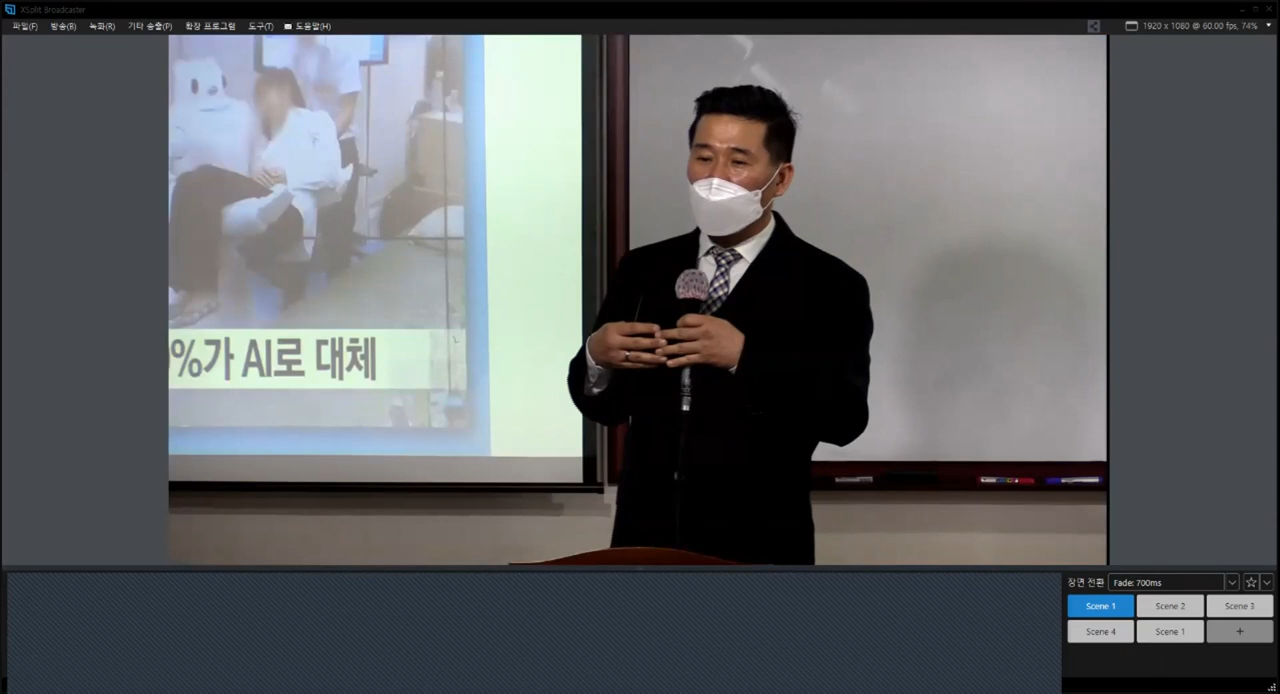 XSplit Broadcaster
파일(F) 방송(B) 녹화(R) 기타 송출(P) 확장 프로그램 도구(T) 도움말(H)
1920 x 1080 @ 60.00 fps, 74%
%가 AI로 대체
장면 전환 Fade: 700ms
Scene 1 Scene 2 Scene 3
Scene 4 Scene 1 +